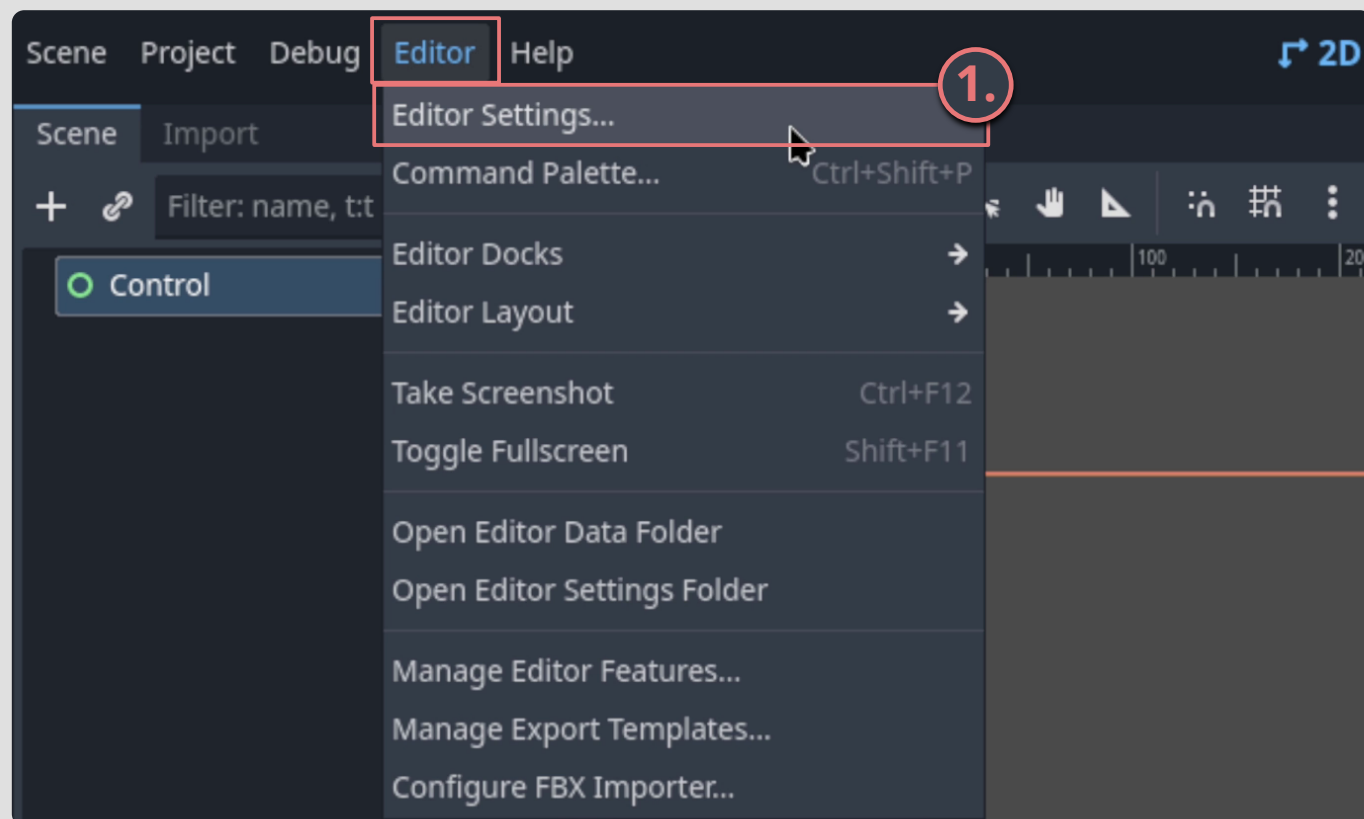 Scene Project Debug Editor Help 2D
1.
Editor Settings...
Scene Import
Command Palette... Ctrl+Shift+P
Filter: name, t:t
Editor Docks
100 20
Control
Editor Layout
Take Screenshot Ctrl+F12
Toggle Fullscreen Shift+F11
Open Editor Data Folder
Open Editor Settings Folder
Manage Editor Features...
Manage Export Templates...
Configure FBX Importer...